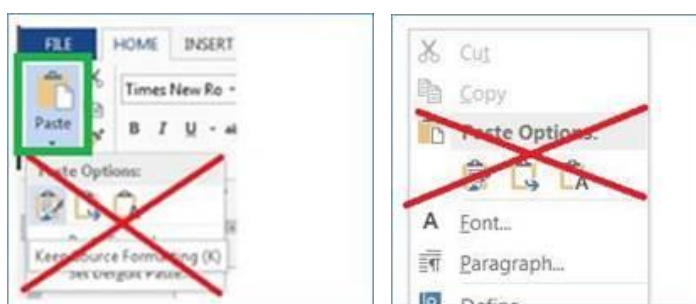 FILE HOME INSERT
Times New Ro
Paste
B I U
Paste Options:
Keep Source Formatting (K)
Set Default Paste
Cut
Copy
Paste Options:
A Font...
Paragraph...
Define